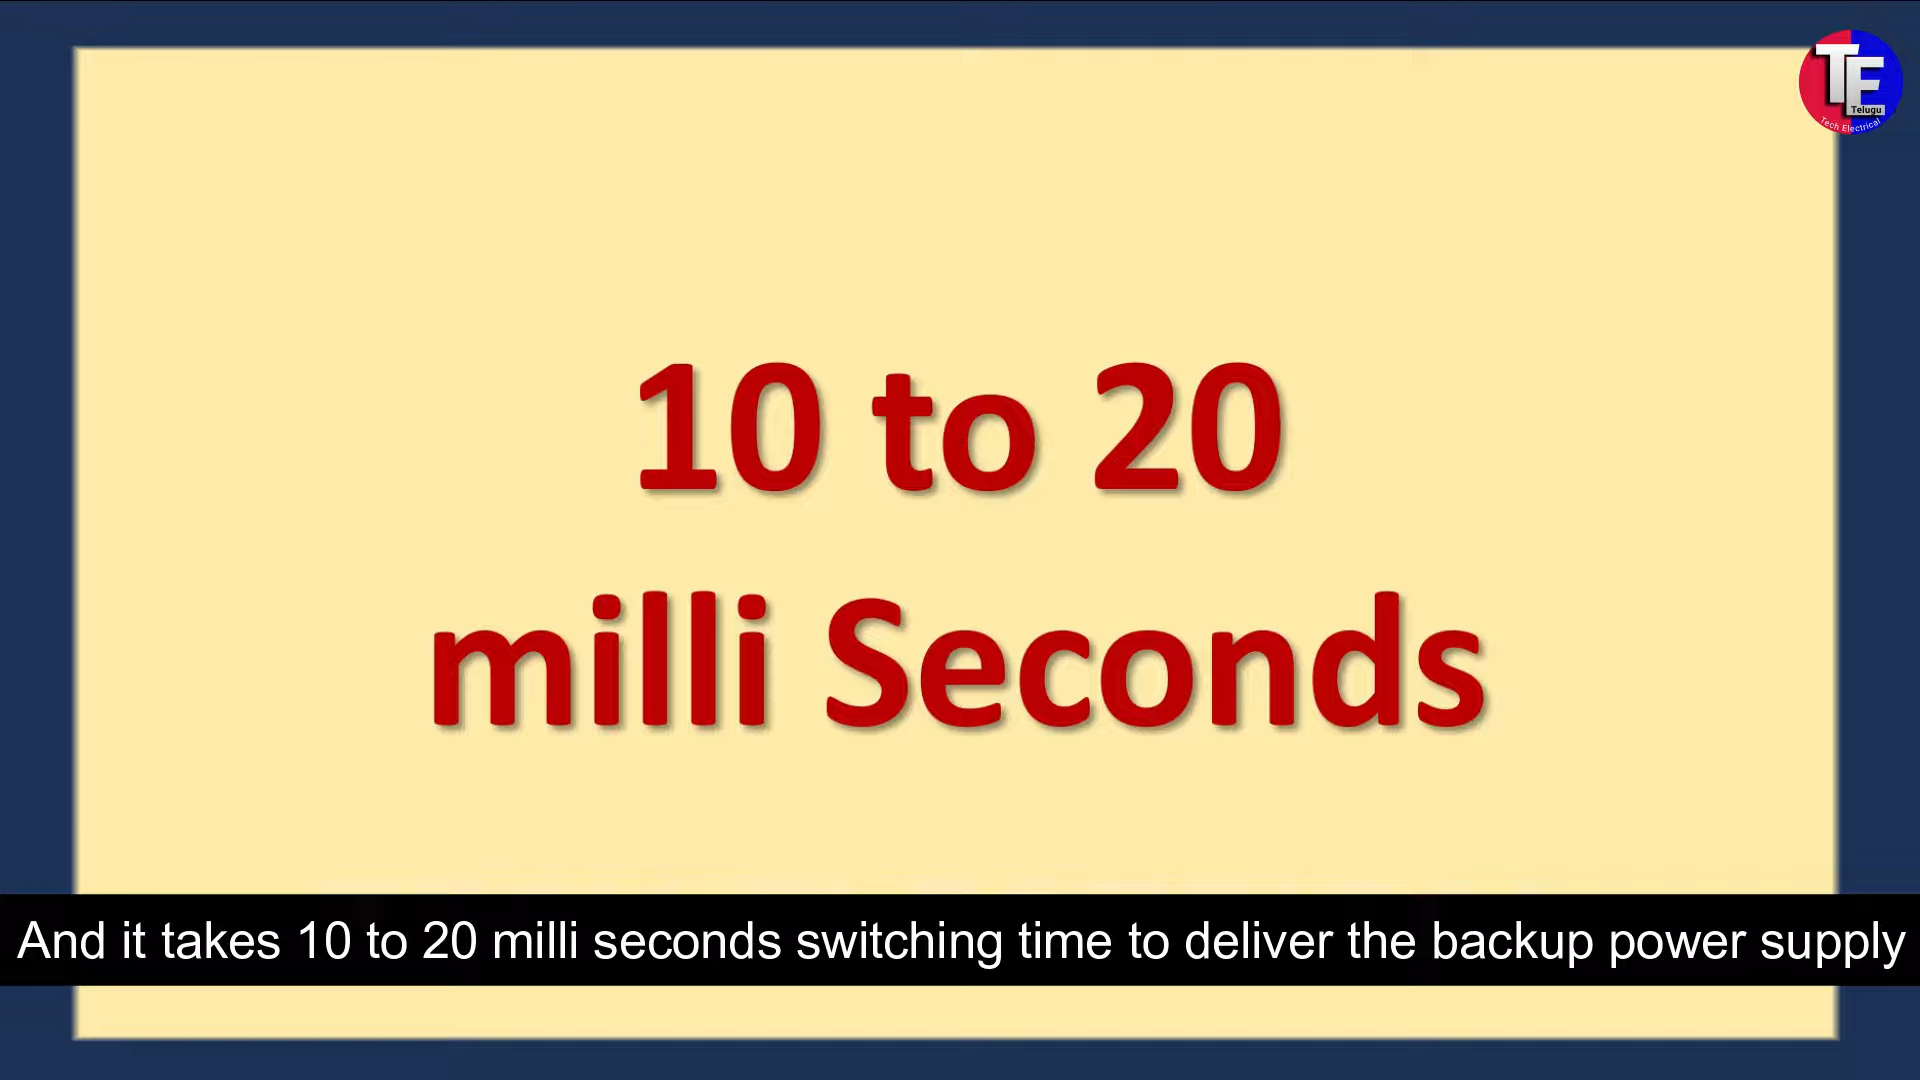 TE
Telugu
Tech Electrical
10 to 20
milli Seconds
And it takes 10 to 20 milli seconds switching time to deliver the backup power supply